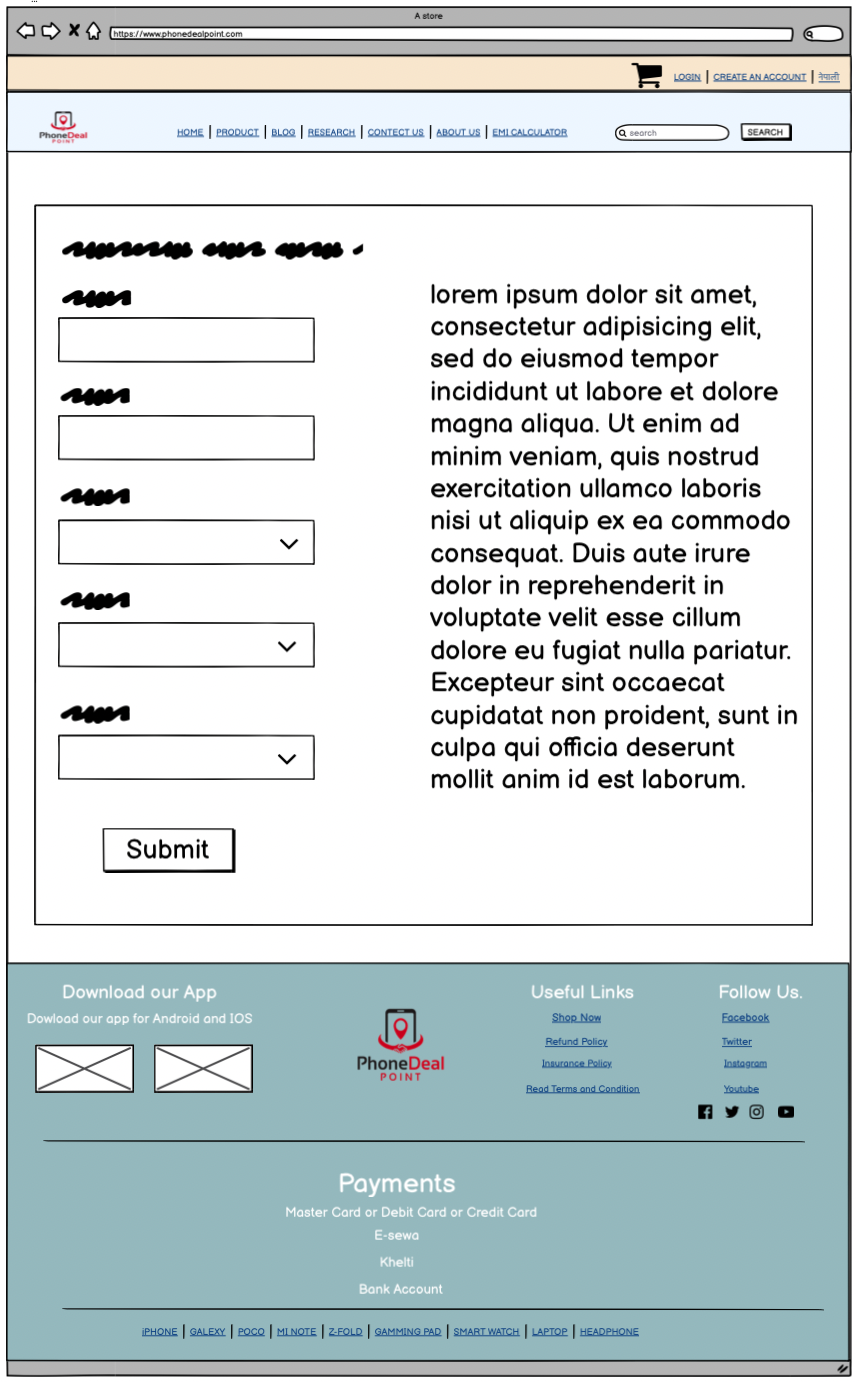 A store
https://www.phonedealpoint.com
LOGIN | CREATE AN ACCOUNT | नेपाली
PhoneDeal
POINT
HOME | PRODUCT | BLOG | RESEARCH | CONTECT US | ABOUT US | EMI CALCULATOR
search
SEARCH
lorem ipsum dolor sit amet,
consectetur adipisicing elit,
sed do eiusmod tempor
incididunt ut labore et dolore
magna aliqua. Ut enim ad
minim veniam, quis nostrud
exercitation ullamco laboris
nisi ut aliquip ex ea commodo
consequat. Duis aute irure
dolor in reprehenderit in
voluptate velit esse cillum
dolore eu fugiat nulla pariatur.
Excepteur sint occaecat
cupidatat non proident, sunt in
culpa qui officia deserunt
mollit anim id est laborum.
Submit
Download our App
Dowload our app for Android and IOS
PhoneDeal
POINT
Useful Links
Shop Now
Refund Policy
Insurance Policy
Read Terms and Condition
Follow Us.
Facebook
Twitter
Instagram
Youtube
Payments
Master Card or Debit Card or Credit Card
E-sewa
Khelti
Bank Account
iPHONE | GALEXY | POCO | MI NOTE | Z-FOLD | GAMMING PAD | SMART WATCH | LAPTOP | HEADPHONE